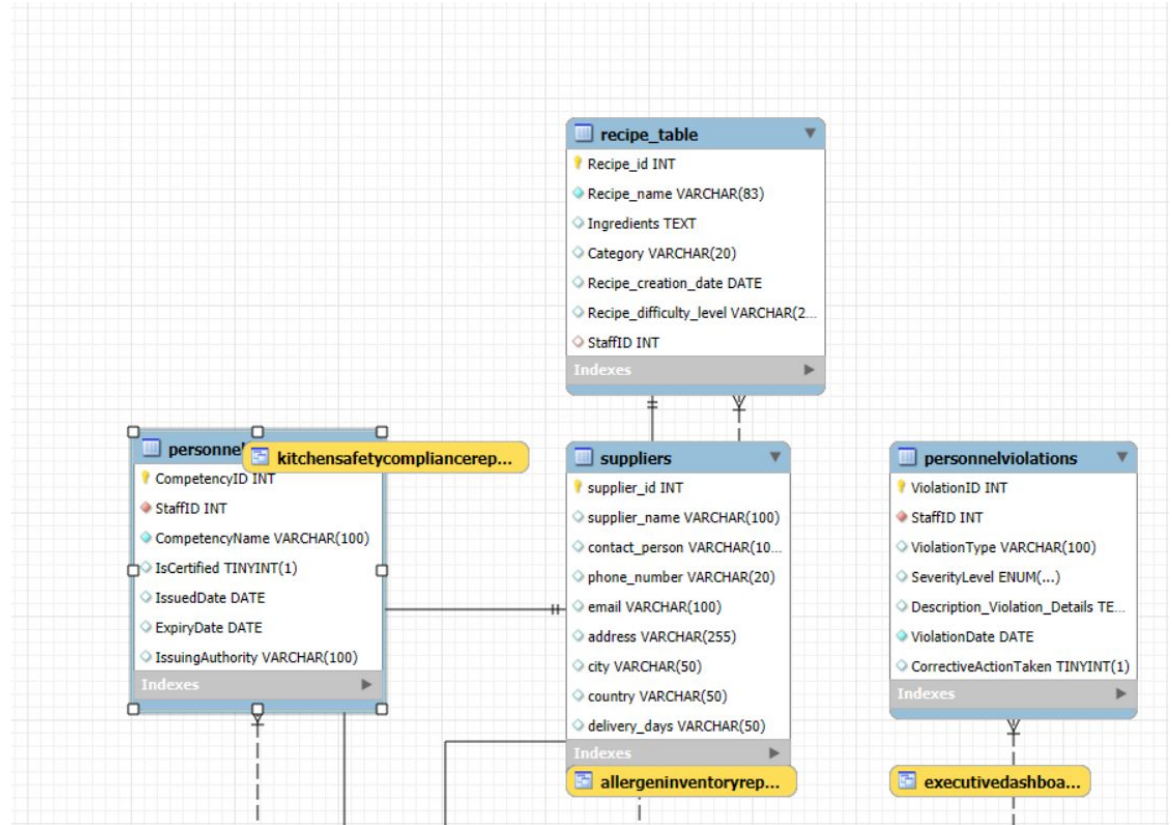 recipe_table
Recipe_id INT
Recipe_name VARCHAR(83)
Ingredients TEXT
Category VARCHAR(20)
Recipe_creation_date DATE
Recipe_difficulty_level VARCHAR(2...
StaffID INT
Indexes
personnel
kitchensafetycompliancerep...
CompetencyID INT
StaffID INT
CompetencyName VARCHAR(100)
IsCertified TINYINT(1)
IssuedDate DATE
ExpiryDate DATE
IssuingAuthority VARCHAR(100)
Indexes
suppliers
supplier_id INT
supplier_name VARCHAR(100)
contact_person VARCHAR(10...
phone_number VARCHAR(20)
email VARCHAR(100)
address VARCHAR(255)
city VARCHAR(50)
country VARCHAR(50)
delivery_days VARCHAR(50)
Indexes
allergeninventoryrep...
personnelviolations
ViolationID INT
StaffID INT
ViolationType VARCHAR(100)
SeverityLevel ENUM(...)
Description_Violation_Details TE...
ViolationDate DATE
CorrectiveActionTaken TINYINT(1)
Indexes
executivedashboa...